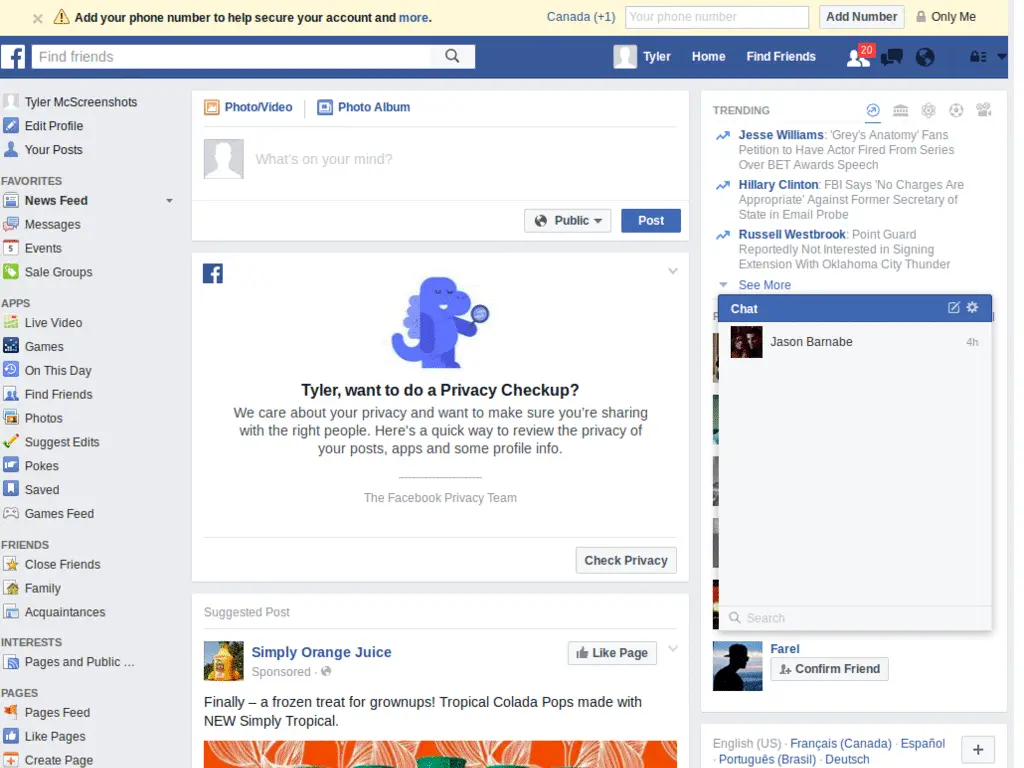 Add your phone number to help secure your account and more.
Canada (+1)
Your phone number
Add Number
Only Me
Find friends
Tyler
Home
Find Friends
20
Tyler McScreenshots
Edit Profile
Your Posts
FAVORITES
News Feed
Messages
5
Events
Sale Groups
APPS
Live Video
Games
On This Day
Find Friends
Photos
Suggest Edits
Pokes
Saved
Games Feed
FRIENDS
Close Friends
Family
Acquaintances
INTERESTS
Pages and Public ...
PAGES
Pages Feed
Like Pages
Create Page
Photo/Video
Photo Album
What's on your mind?
Public
Post
Tyler, want to do a Privacy Checkup?
We care about your privacy and want to make sure you're sharing
with the right people. Here's a quick way to review the privacy of
your posts, apps and some profile info.
The Facebook Privacy Team
Check Privacy
Suggested Post
Simply Orange Juice
Sponsored ·
Like Page
Finally – a frozen treat for grownups! Tropical Colada Pops made with
NEW Simply Tropical.
TRENDING
Jesse Williams: 'Grey's Anatomy' Fans
Petition to Have Actor Fired From Series
Over BET Awards Speech
Hillary Clinton: FBI Says 'No Charges Are
Appropriate' Against Former Secretary of
State in Email Probe
Russell Westbrook: Point Guard
Reportedly Not Interested in Signing
Extension With Oklahoma City Thunder
See More
Chat
Jason Barnabe
4h
Search
Farel
Confirm Friend
English (US) · Français (Canada) · Español
· Português (Brasil) · Deutsch